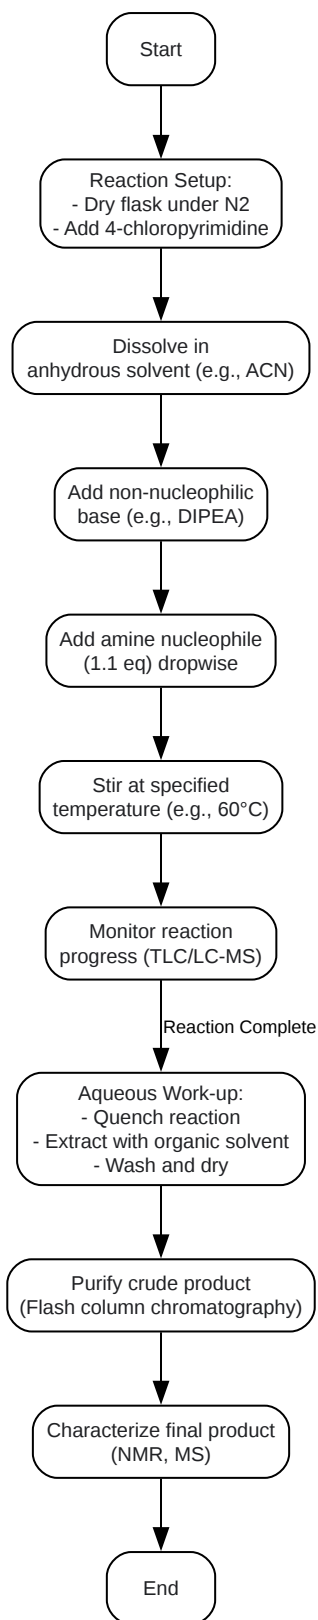 Start
Reaction Setup:
- Dry flask under N2
- Add 4-chloropyrimidine
Dissolve in
anhydrous solvent (e.g., ACN)
Add non-nucleophilic
base (e.g., DIPEA)
Add amine nucleophile
(1.1 eq) dropwise
Stir at specified
temperature (e.g., 60°C)
Monitor reaction
progress (TLC/LC-MS)
Reaction Complete
Aqueous Work-up:
- Quench reaction
- Extract with organic solvent
- Wash and dry
Purify crude product
(Flash column chromatography)
Characterize final product
(NMR, MS)
End